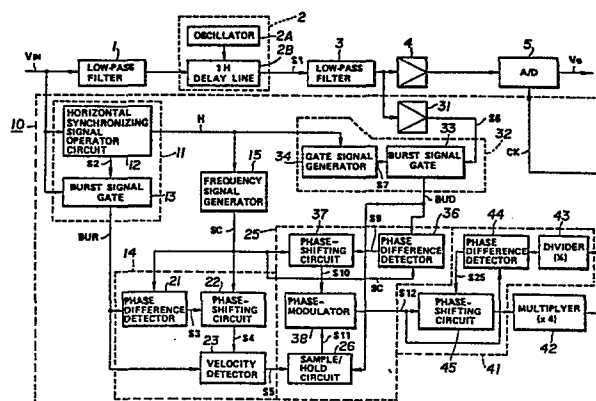 2
OSCILLATOR
2A
V_IN
1
LOW-PASS
FILTER
1H
DELAY LINE
2B
S1
3
LOW-PASS
FILTER
4
5
A/D
Vo
31
S6
10
HORIZONTAL
SYNCHRONIZING
SIGNAL
OPERATOR
CIRCUIT
S2
12
11
H
BURST SIGNAL
GATE
13
15
FREQUENCY
SIGNAL
GENERATOR
34
GATE SIGNAL
GENERATOR
S7
33
BURST SIGNAL
GATE
32
CK
BUR
SC
BUD
14
25
37
PHASE-
SHIFTING
CIRCUIT
S9
36
PHASE DIFFERENCE
DETECTOR
S10
SC
44
PHASE DIFFERENCE
DETECTOR
43
DIVIDER
(¼)
S25
21
PHASE
DIFFERENCE
DETECTOR
S3
22
PHASE-
SHIFTING
CIRCUIT
S4
PHASE-
MODULATOR
38
S11
S12
PHASE-
SHIFTING
CIRCUIT
45
MULTIPLYER
(x 4)
42
41
23
VELOCITY
DETECTOR
S5
26
SAMPLE/
HOLD
CIRCUIT